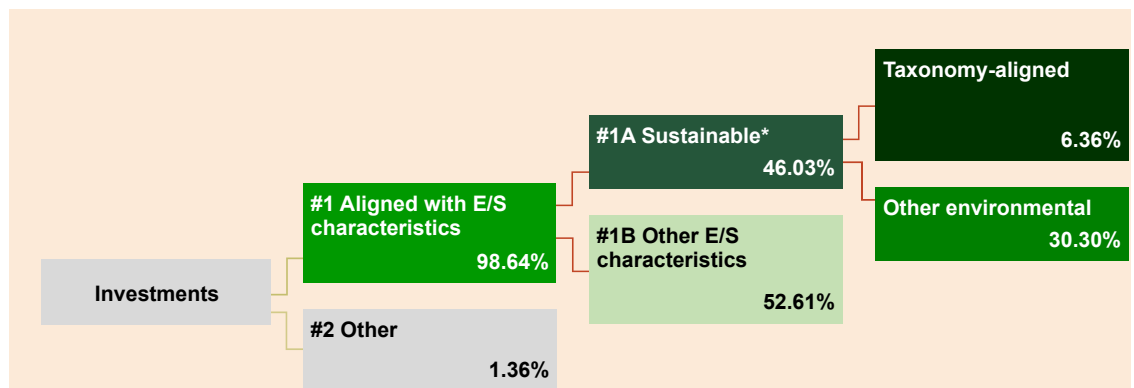 Taxonomy-aligned
6.36%
#1A Sustainable*
46.03%
Other environmental
30.30%
#1 Aligned with E/S
characteristics
98.64%
#1B Other E/S
characteristics
52.61%
Investments
#2 Other
1.36%